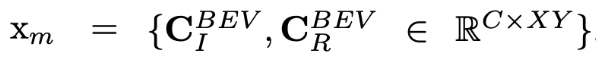 x_m = {C_I^{BEV}, C_R^{BEV} ∈ ℝ^{C×XY}}.